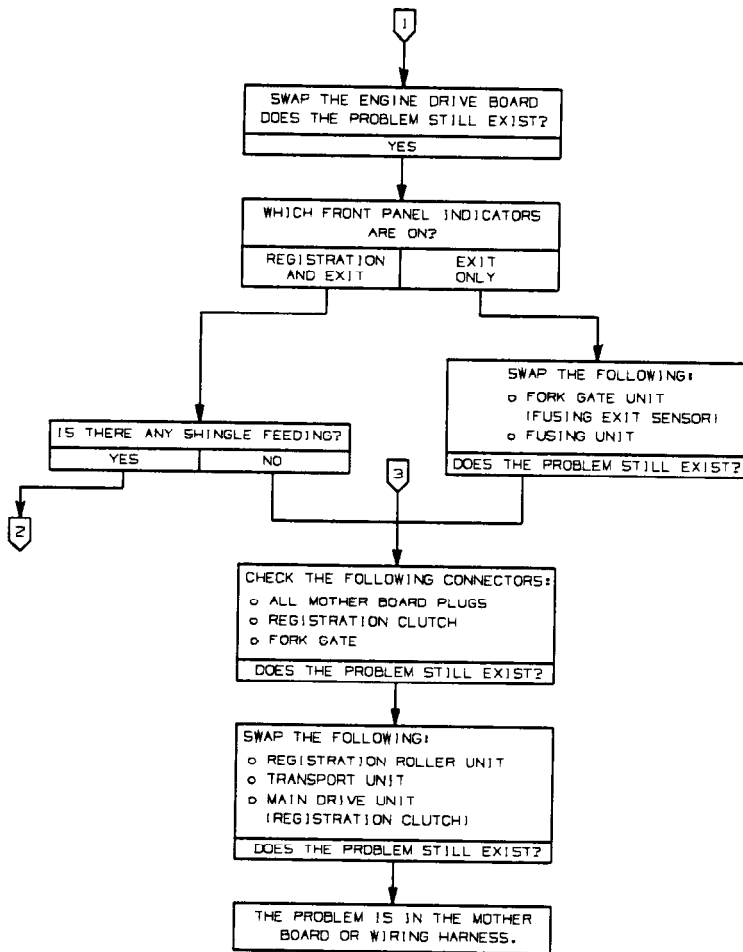 1
SWAP THE ENGINE DRIVE BOARD
DOES THE PROBLEM STILL EXIST?
YES
WHICH FRONT PANEL INDICATORS
ARE ON?
REGISTRATION
AND EXIT
EXIT
ONLY
SWAP THE FOLLOWING:
o FORK GATE UNIT
(FUSING EXIT SENSOR)
o FUSING UNIT
DOES THE PROBLEM STILL EXIST?
IS THERE ANY SHINGLE FEEDING?
YES
NO
2
3
CHECK THE FOLLOWING CONNECTORS:
o ALL MOTHER BOARD PLUGS
o REGISTRATION CLUTCH
o FORK GATE
DOES THE PROBLEM STILL EXIST?
SWAP THE FOLLOWING:
o REGISTRATION ROLLER UNIT
o TRANSPORT UNIT
o MAIN DRIVE UNIT
(REGISTRATION CLUTCH)
DOES THE PROBLEM STILL EXIST?
THE PROBLEM IS IN THE MOTHER
BOARD OR WIRING HARNESS.